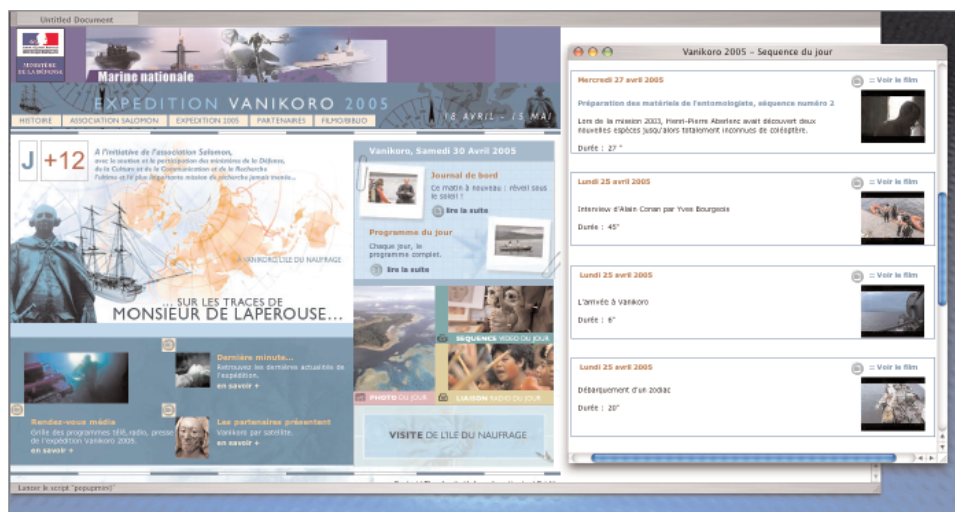 Untitled Document
MINISTÈRE
DE LA DÉFENSE
Marine nationale
EXPEDITION VANIKORO 2005
18 AVRIL - 15 MAI
HISTOIRE
ASSOCIATION SALOMON
EXPEDITION 2005
PARTENAIRES
FILMO/BIBLIO
J +12
A l'initiative de l'association Salomon,
avec le soutien et la participation des ministères de la Défense,
de la Culture et de la Communication et de la Recherche
l'ultime et la plus importante mission de recherche jamais tentée...
A VANIKORO, L'ILE DU NAUFRAGE
... SUR LES TRACES DE
MONSIEUR DE LAPEROUSE...
Vanikoro, Samedi 30 Avril 2005
Journal de bord
Ce matin à nouveau : réveil sous
le soleil !
lire la suite
Programme du jour
Chaque jour, le
programme complet.
lire la suite
SEQUENCE VIDEO DU JOUR
PHOTO DU JOUR
LIAISON RADIO DU JOUR
VISITE DE L'ILE DU NAUFRAGE
Dernière minute...
Retrouvez les dernières actualités de
l'expédition.
en savoir +
Rendez-vous média
Grille des programmes télé, radio, presse
de l'expédition Vanikoro 2005.
en savoir +
Les partenaires présentent
Vanikoro par satellite.
en savoir +
Lancer le script "popupmini()"
Vanikoro 2005 – Sequence du jour
Mercredi 27 avril 2005
:: Voir le film
Préparation des matériels de l'entomologiste, séquence numéro 2
Lors de la mission 2003, Henri-Pierre Aberlenc avait découvert deux
nouvelles espèces jusqu'alors totalement inconnues de coléoptère.
Durée : 27 "
Lundi 25 avril 2005
:: Voir le film
Interview d'Alain Conan par Yves Bourgeois
Durée : 45"
Lundi 25 avril 2005
:: Voir le film
L'arrivée à Vanikoro
Durée : 6"
Lundi 25 avril 2005
:: Voir le film
Débarquement d'un zodiac
Durée : 20"